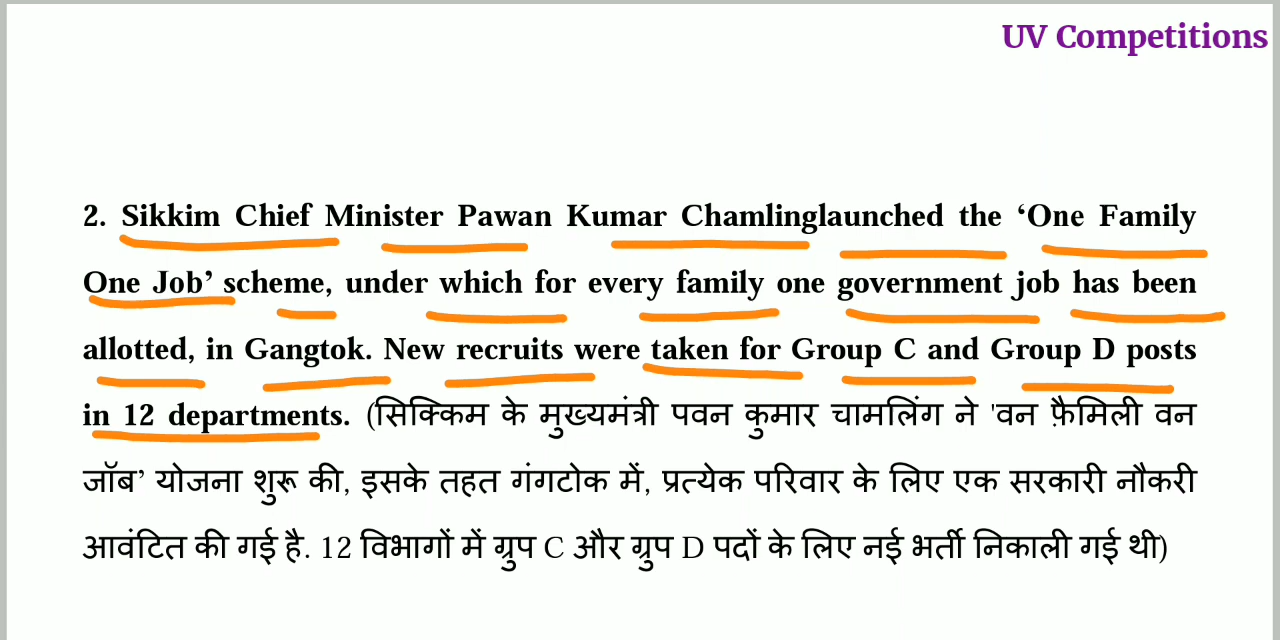 UV Competitions
2. Sikkim Chief Minister Pawan Kumar Chamlinglaunched the ‘One Family
One Job’ scheme, under which for every family one government job has been
allotted, in Gangtok. New recruits were taken for Group C and Group D posts
in 12 departments. (सिक्किम के मुख्यमंत्री पवन कुमार चामलिंग ने 'वन फ़ैमिली वन
जॉब’ योजना शुरू की, इसके तहत गंगटोक में, प्रत्येक परिवार के लिए एक सरकारी नौकरी
आवंटित की गई है. 12 विभागों में ग्रुप C और ग्रुप D पदों के लिए नई भर्ती निकाली गई थी)